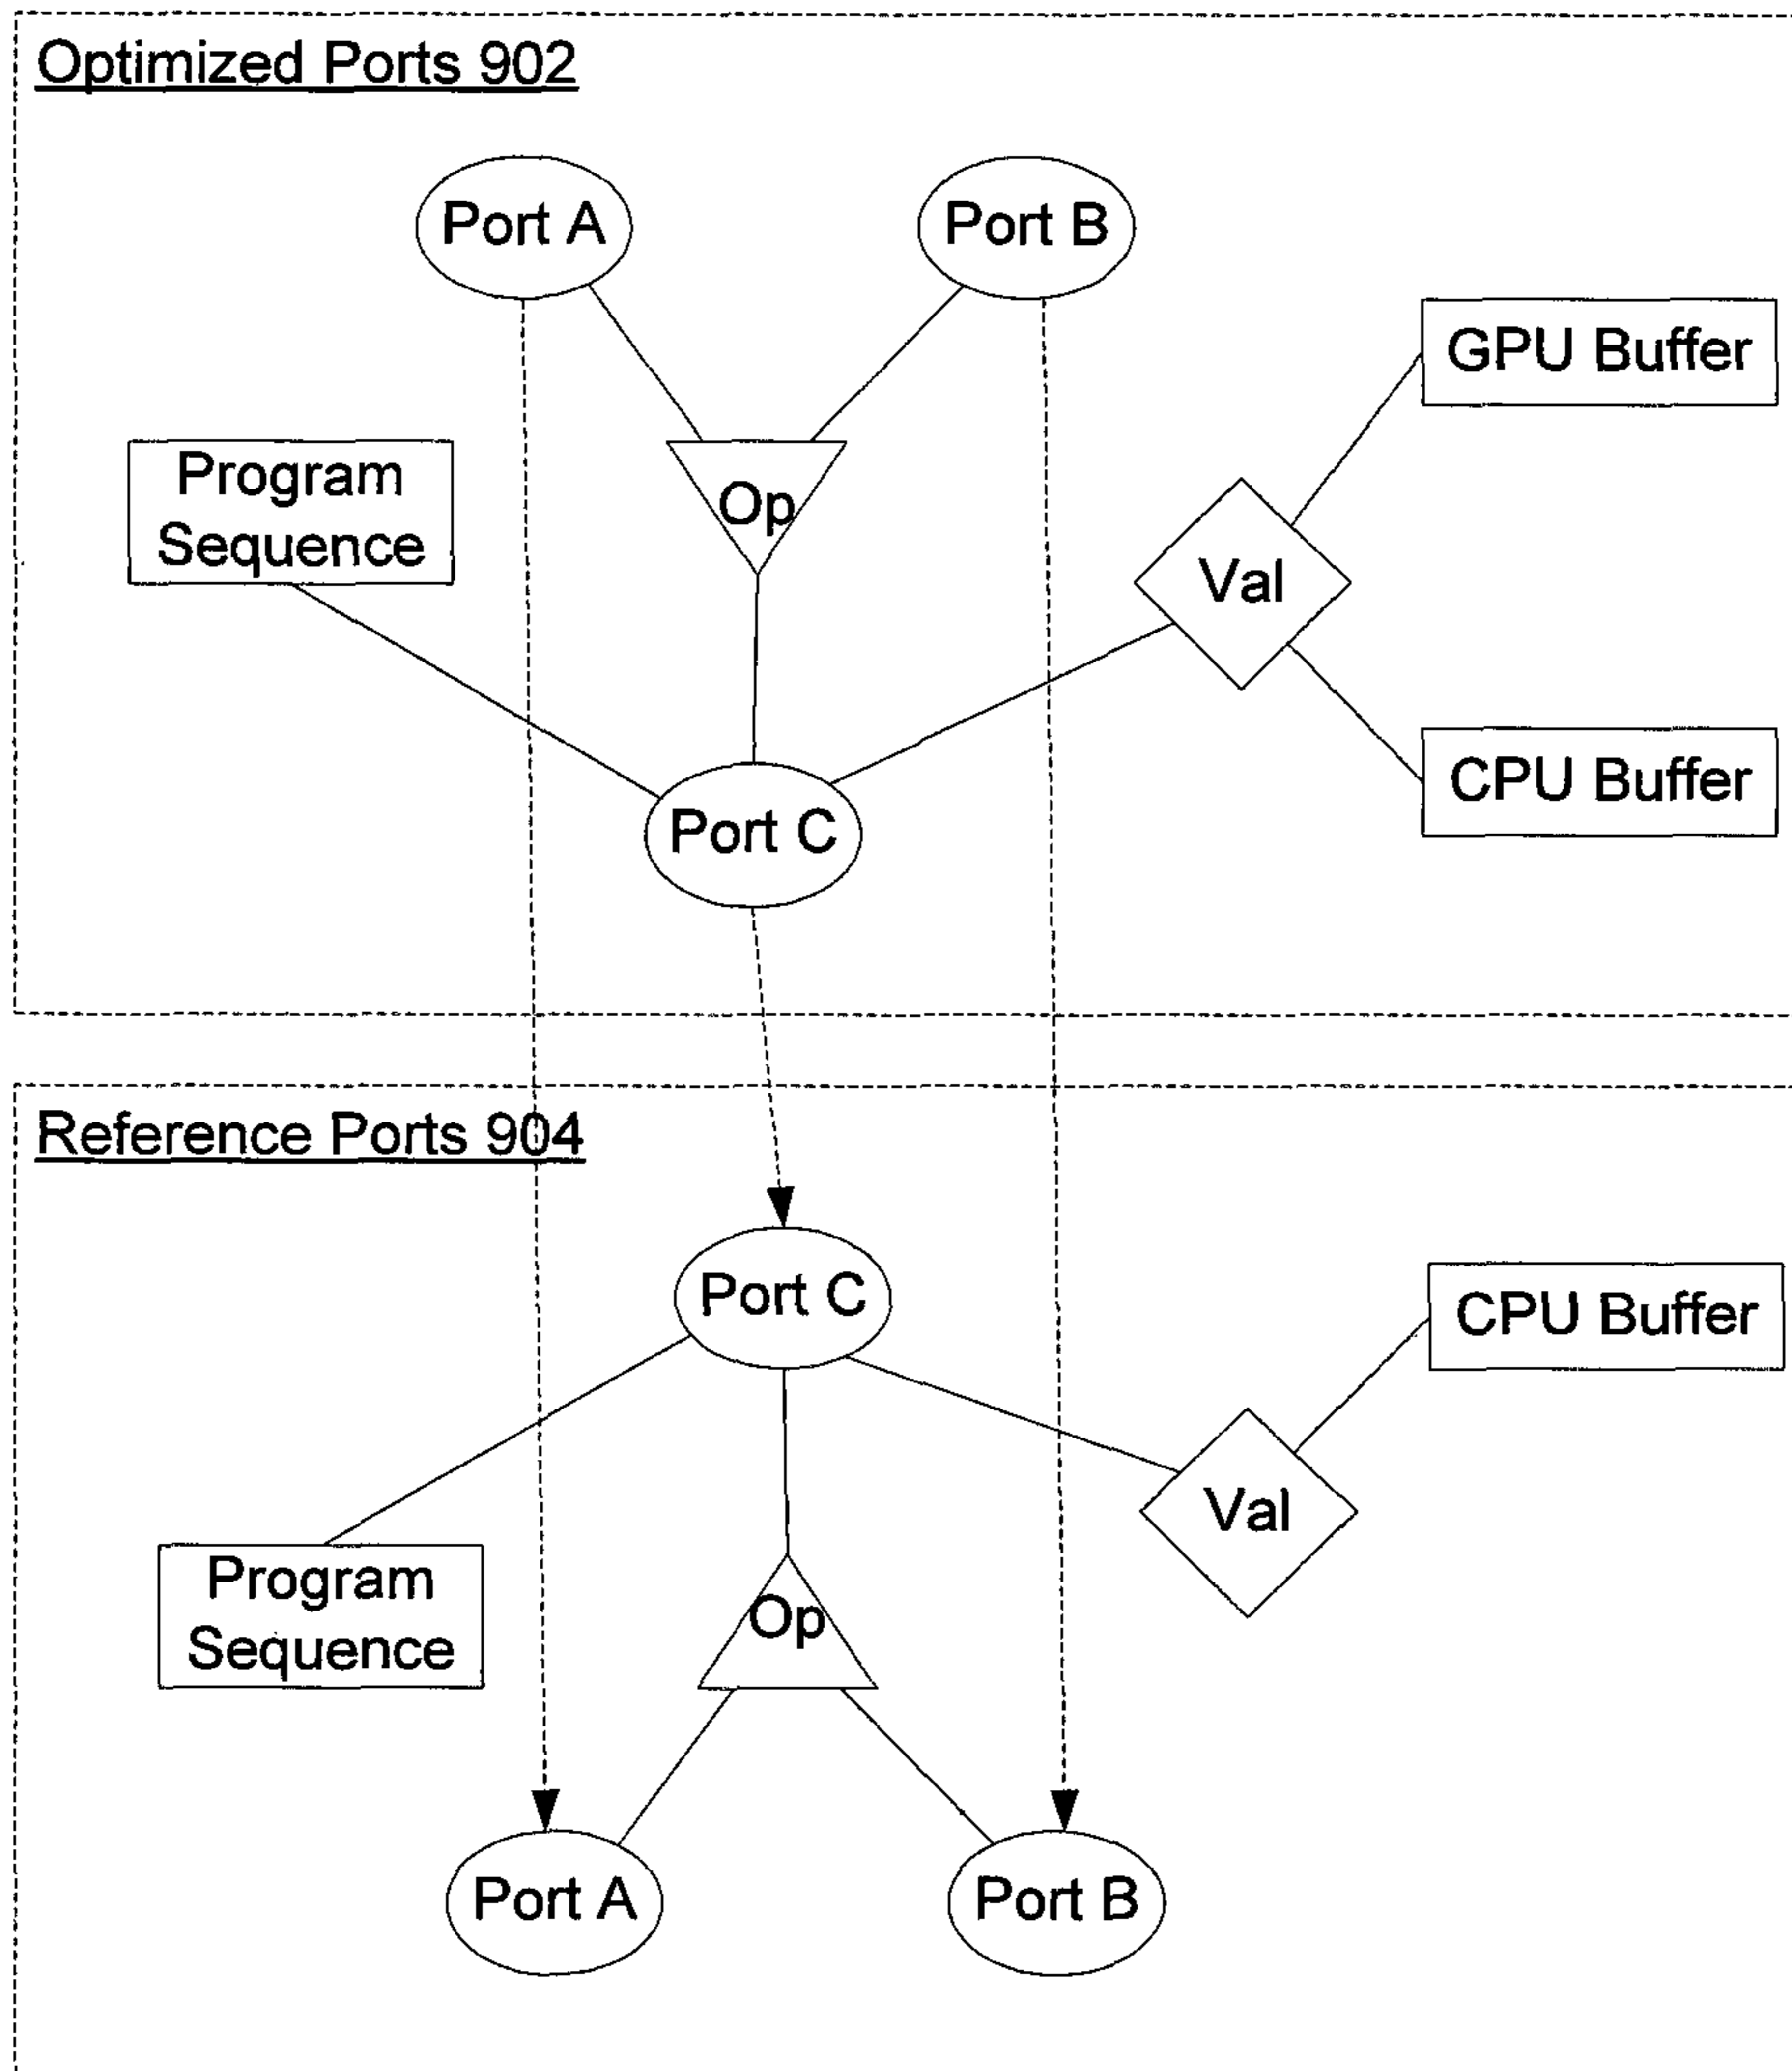 Optimized Ports 902
Port A
Port B
GPU Buffer
Program
Sequence
Op
Val
CPU Buffer
Port C
Reference Ports 904
Port C
CPU Buffer
Val
Program
Sequence
Op
Port A
Port B